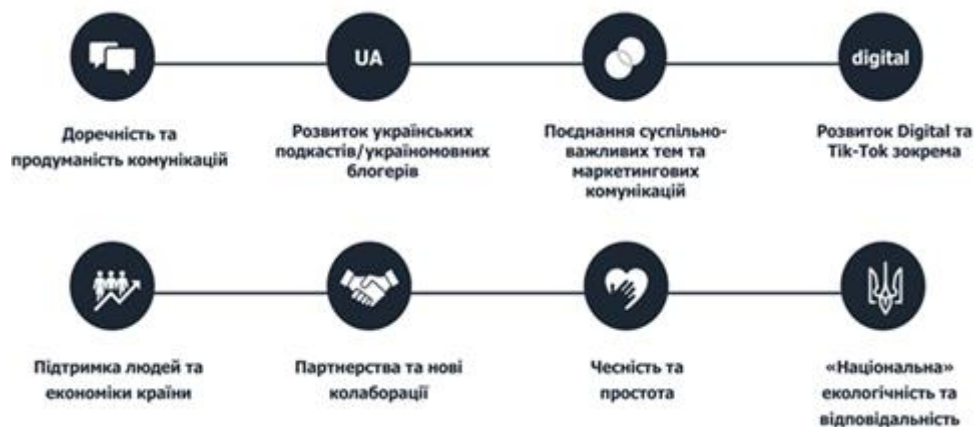 UA
digital
Доречність та
продуманість комунікацій
Розвиток українських
подкастів/україномовних
блогерів
Поєднання суспільно-
важливих тем та
маркетингових
комунікацій
Розвиток Digital та
Tik-Tok зокрема
Підтримка людей та
економіки країни
Партнерства та нові
колаборації
Чесність та
простота
«Національна»
екологічність та
відповідальність